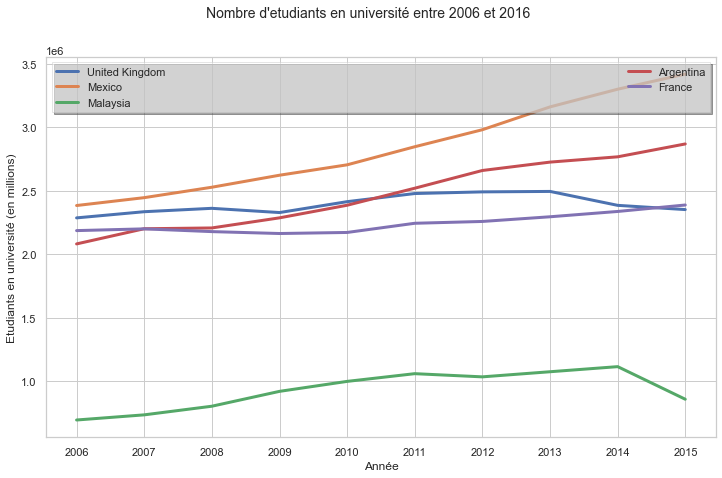 Nombre d'etudiants en université entre 2006 et 2016
1e6
3.5
3.0
2.5
2.0
1.5
1.0
Etudiants en université (en millions)
United Kingdom
Mexico
Malaysia
Argentina
France
2006 2007 2008 2009 2010 2011 2012 2013 2014 2015
Année